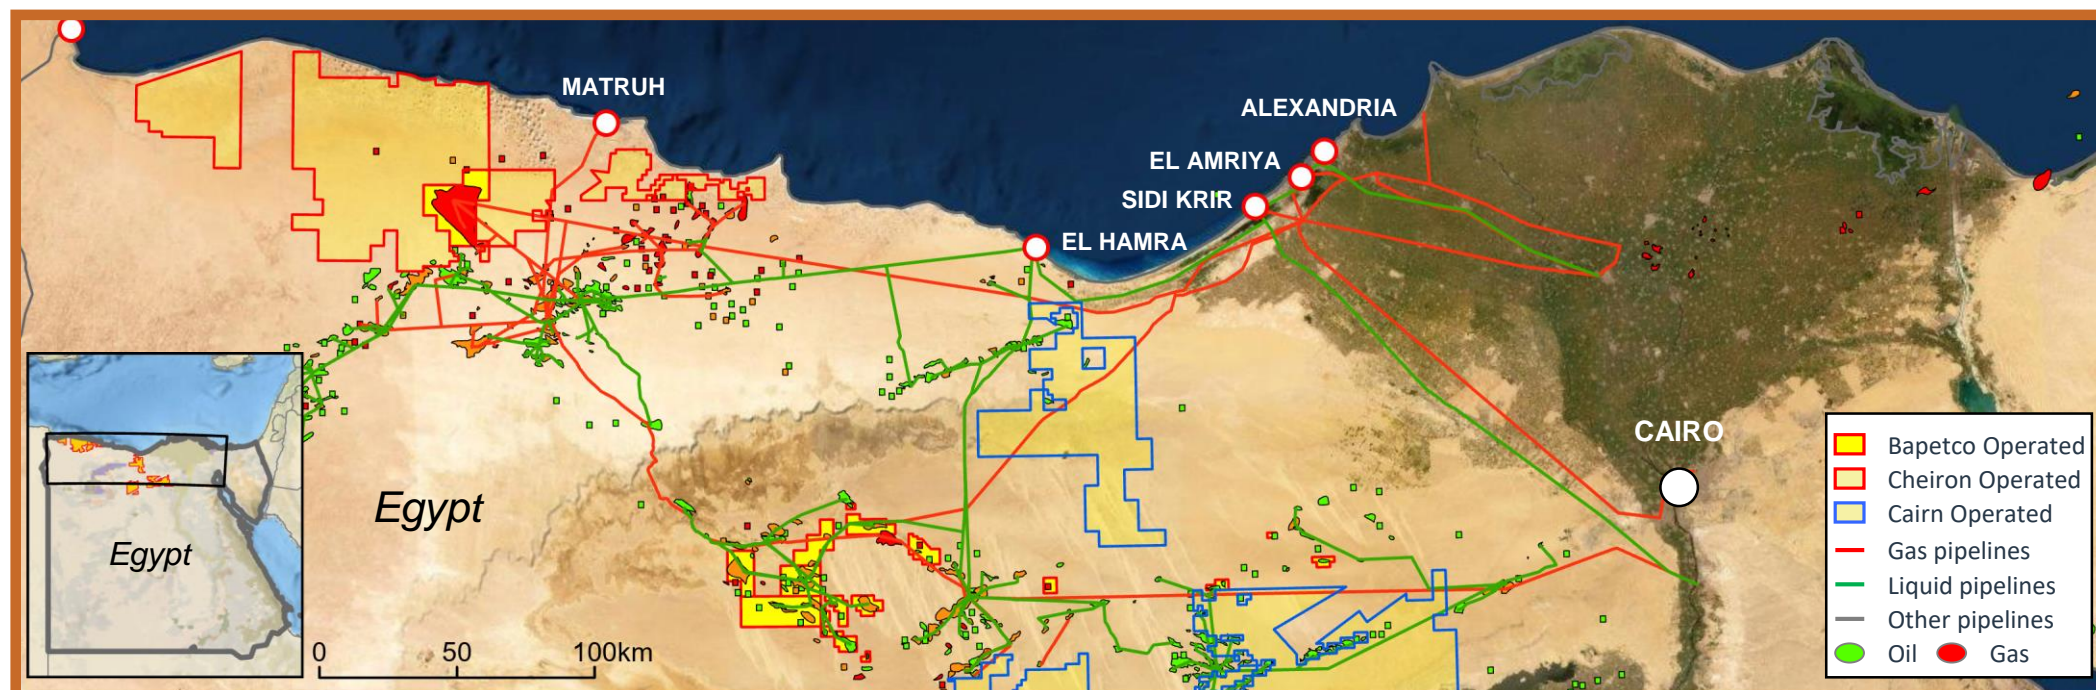 MATRUH
ALEXANDRIA
EL AMRIYA
SIDI KRIR
EL HAMRA
CAIRO
Egypt
Egypt
0 50 100km
Bapetco Operated
Cheiron Operated
Cairn Operated
Gas pipelines
Liquid pipelines
Other pipelines
Oil Gas